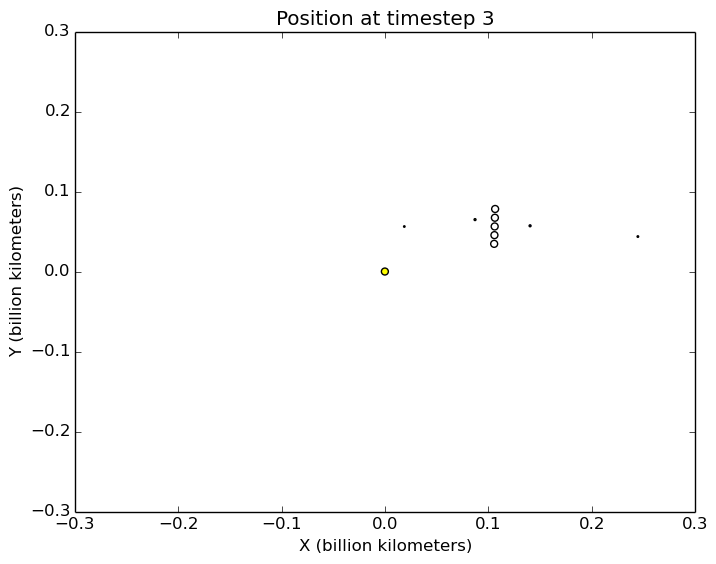 Position at timestep 3
0.3
0.2
0.1
0.0
−0.1
−0.2
−0.3
Y (billion kilometers)
−0.3 −0.2 −0.1 0.0 0.1 0.2 0.3
X (billion kilometers)